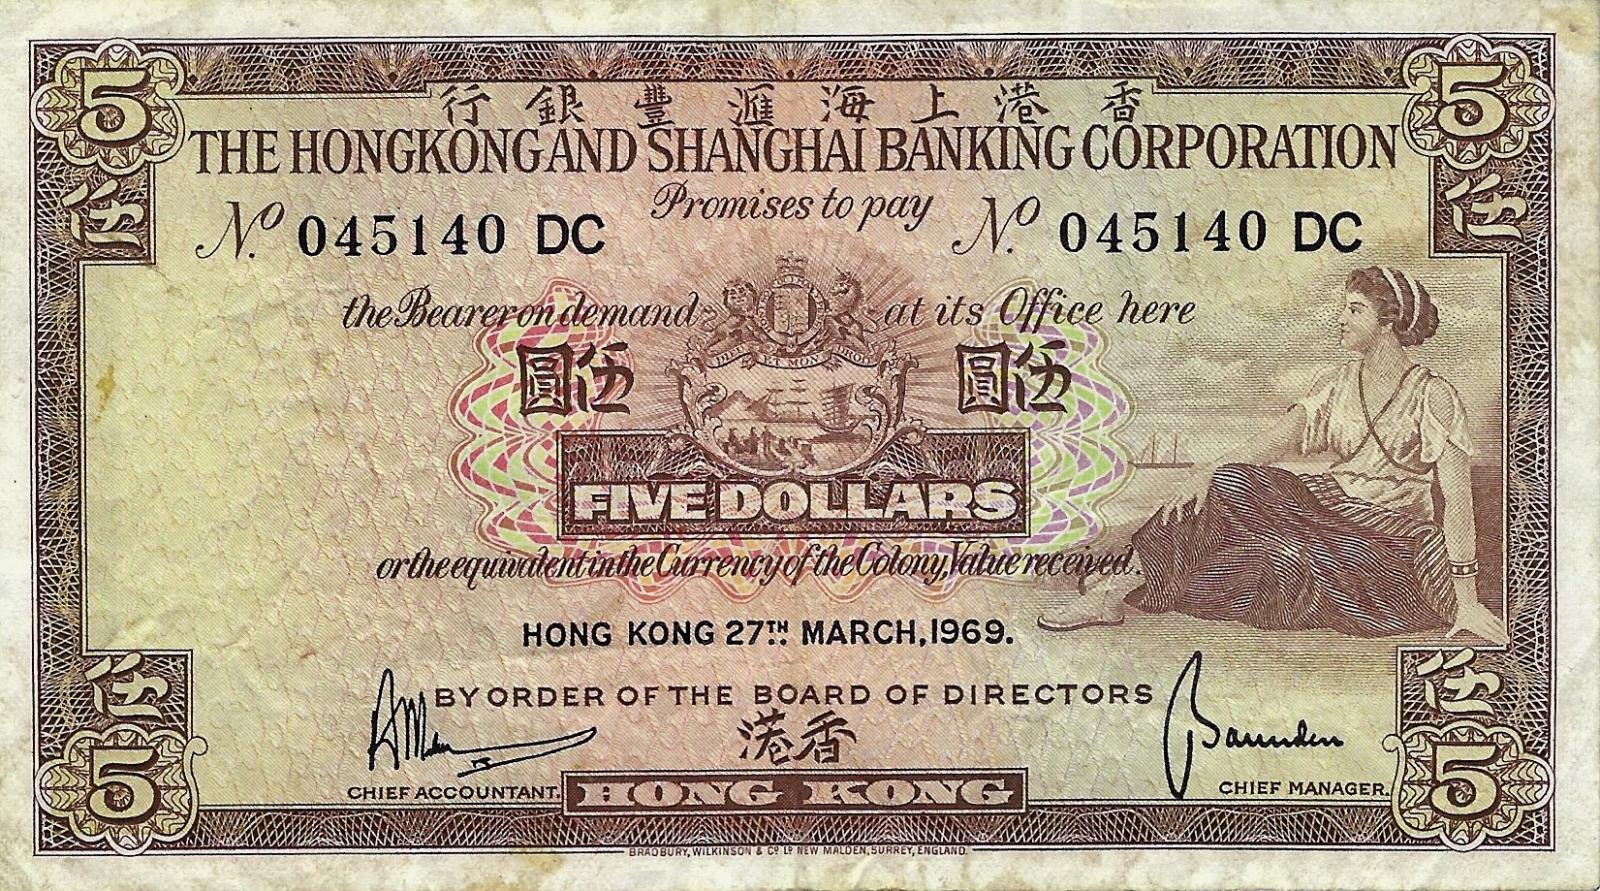 5 5
行銀豐滙海上港香
THE HONGKONG AND SHANGHAI BANKING CORPORATION
伍 伍
Promises to pay
Nº 045140 DC Nº 045140 DC
the Bearer on demand at its Office here
DIEU ET MON DROIT
圓伍 圓伍
FIVE DOLLARS
or the equivalent in the Currency of the Colony, Value received.
HONG KONG 27TH MARCH, 1969.
伍 伍
BY ORDER OF THE BOARD OF DIRECTORS
港香
5 5
CHIEF ACCOUNTANT. HONG KONG CHIEF MANAGER.
BRADBURY, WILKINSON & Cº Lᴰ NEW MALDEN, SURREY, ENGLAND.